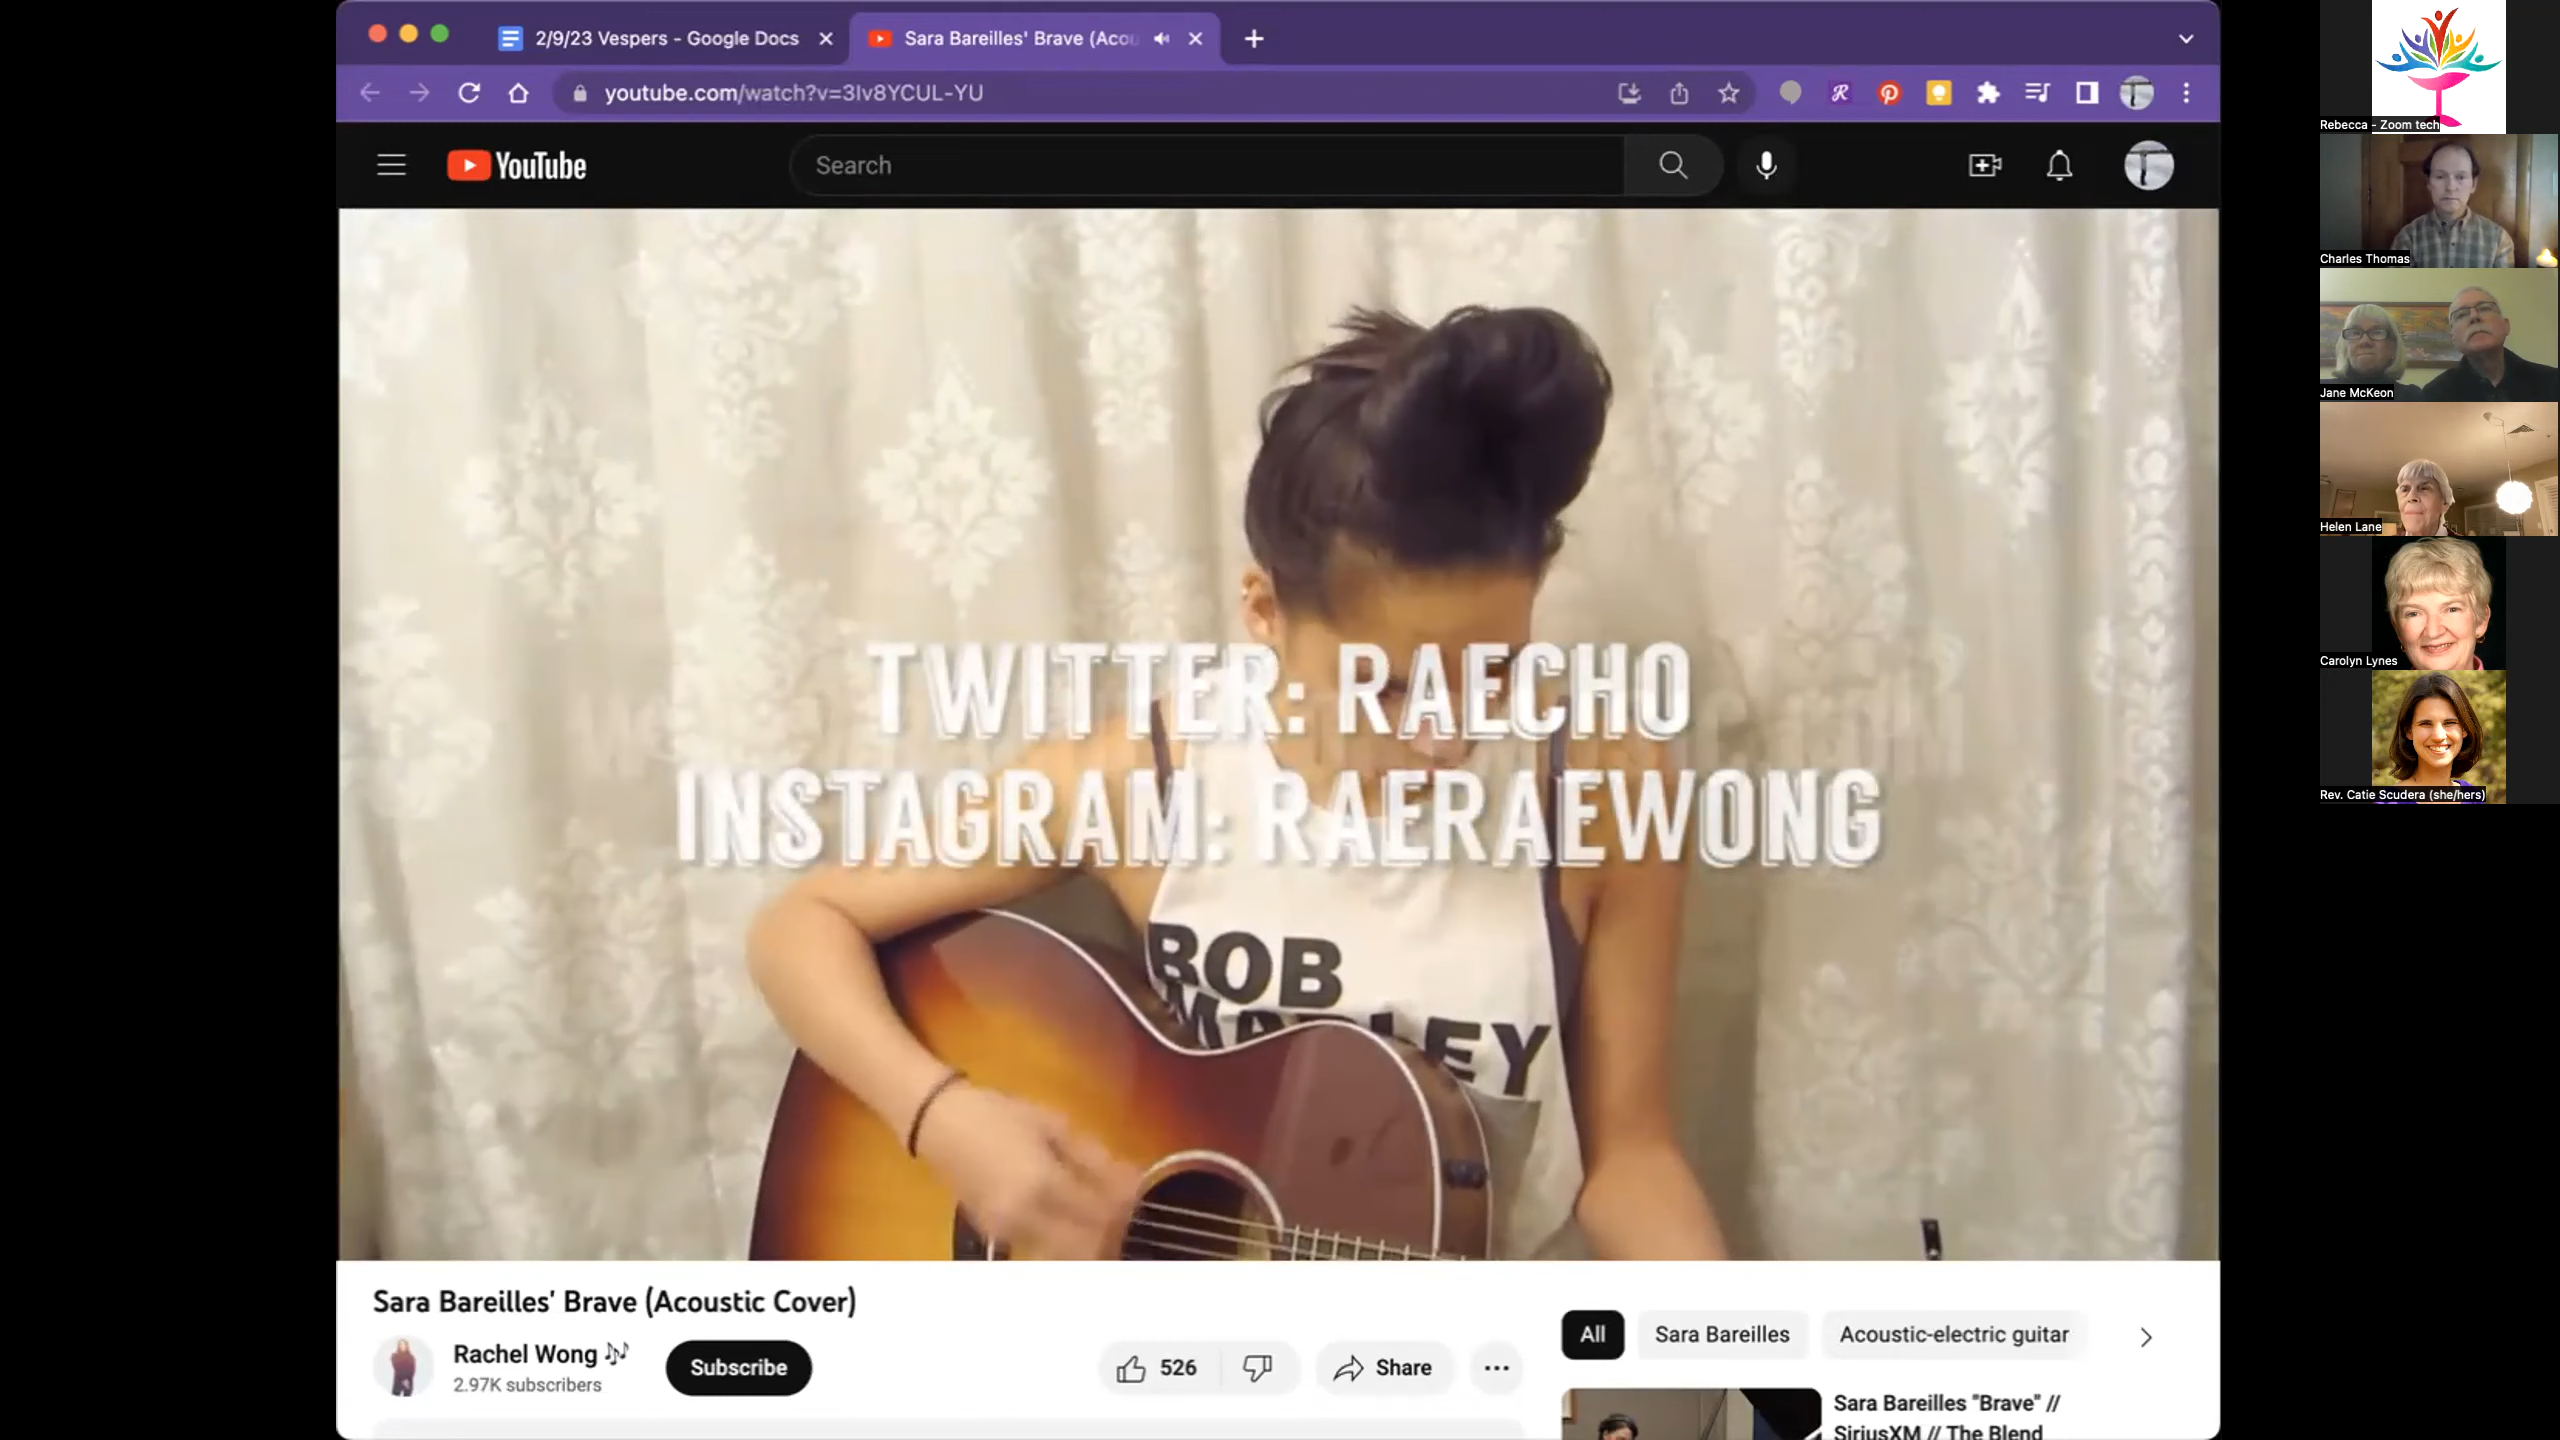 2/9/23 Vespers - Google Docs
Sara Bareilles' Brave (Acou
youtube.com/watch?v=3Iv8YCUL-YU
YouTube
Search
TWITTER: RAECHO
INSTAGRAM: RAERAEWONG
BOB
MARLEY
Sara Bareilles' Brave (Acoustic Cover)
Rachel Wong
2.97K subscribers
Subscribe
526
Share
All
Sara Bareilles
Acoustic-electric guitar
Sara Bareilles "Brave" //
SiriusXM // The Blend
Rebecca - Zoom tech
Charles Thomas
Jane McKeon
Helen Lane
Carolyn Lynes
Rev. Catie Scudera (she/hers)